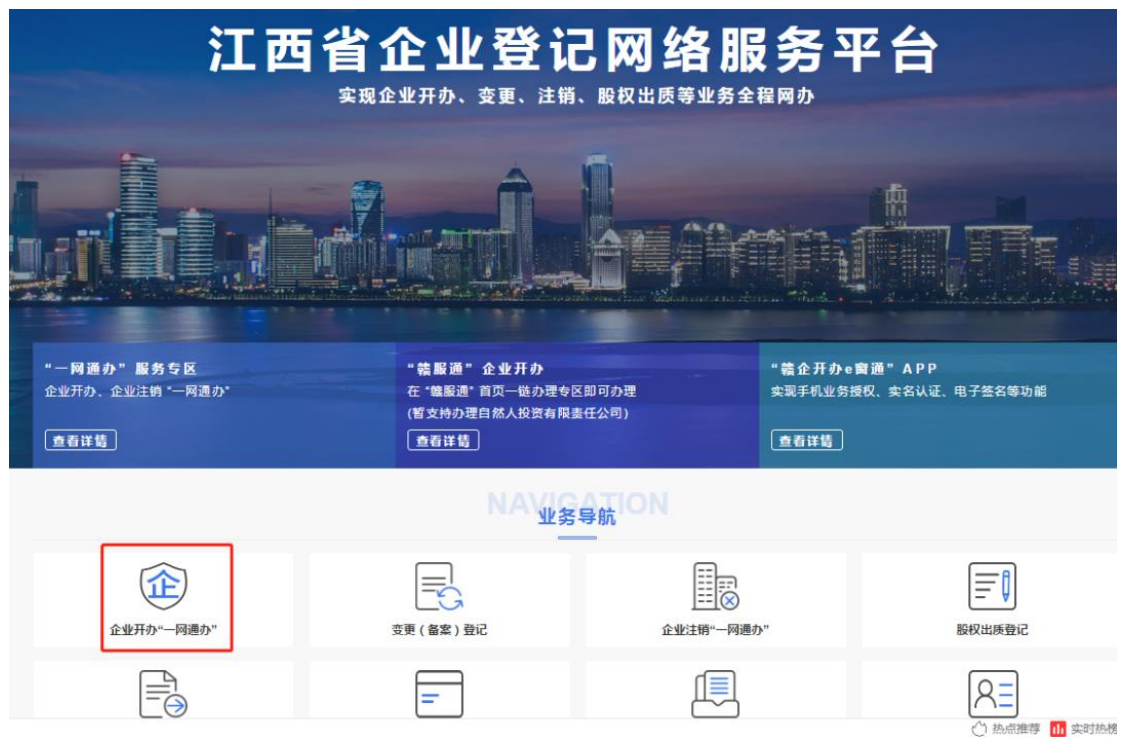 江西省企业登记网络服务平台
实现企业开办、变更、注销、股权出质等业务全程网办
“一网通办”服务专区
企业开办、企业注销“一网通办”
查看详情
“赣服通”企业开办
在“赣服通”首页一链办理专区即可办理
(暂支持办理自然人投资有限责任公司)
查看详情
“赣企开办e窗通”APP
实现手机业务授权、实名认证、电子签名等功能
查看详情
NAVIGATION
业务导航
企业开办“一网通办”
变更（备案）登记
企业注销“一网通办”
股权出质登记
热点推荐
实时热榜